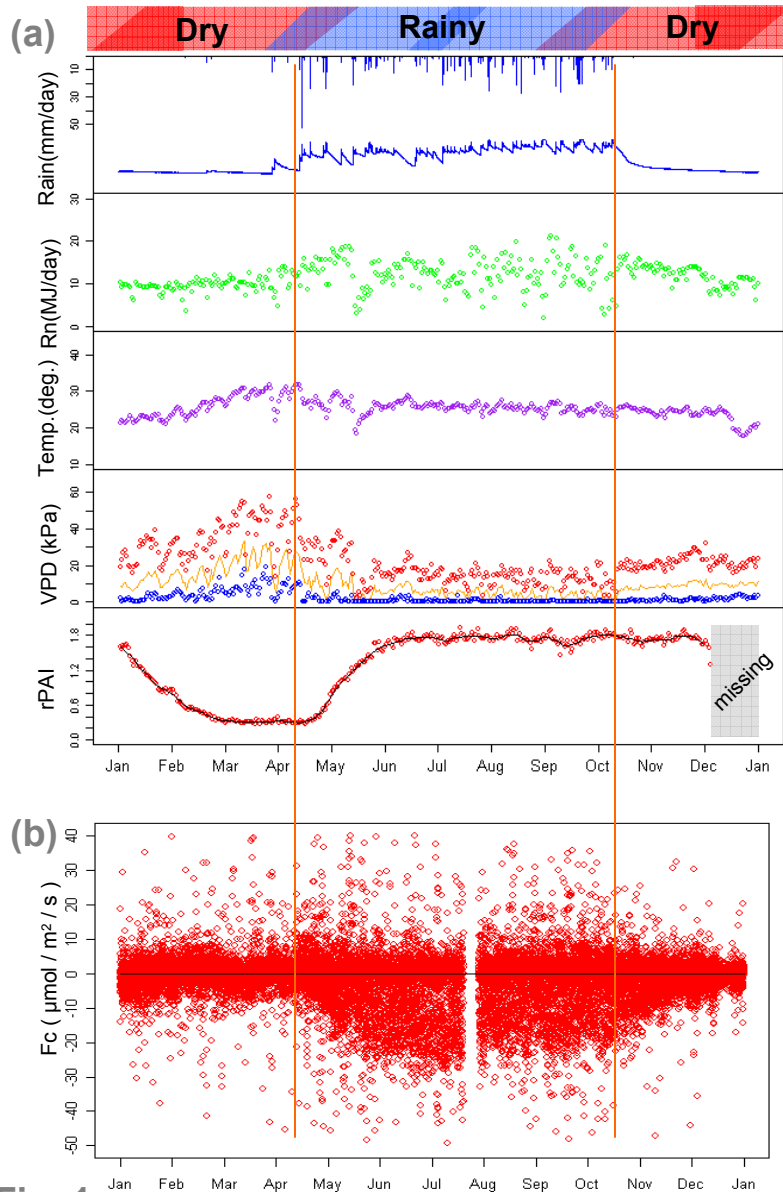 (a)
Dry Rainy Dry
Rain(mm/day)
10
30
50
Rn(MJ/day)
30
20
10
0
Temp.(deg.)
40
30
20
10
VPD (kPa)
60
40
20
0
rPAI
1.8
1.2
0.6
0.0
missing
Jan Feb Mar Apr May Jun Jul Aug Sep Oct Nov Dec Jan
(b)
Fc ( μmol / m² / s )
40
30
20
10
0
-10
-20
-30
-40
-50
Jan Feb Mar Apr May Jun Jul Aug Sep Oct Nov Dec Jan